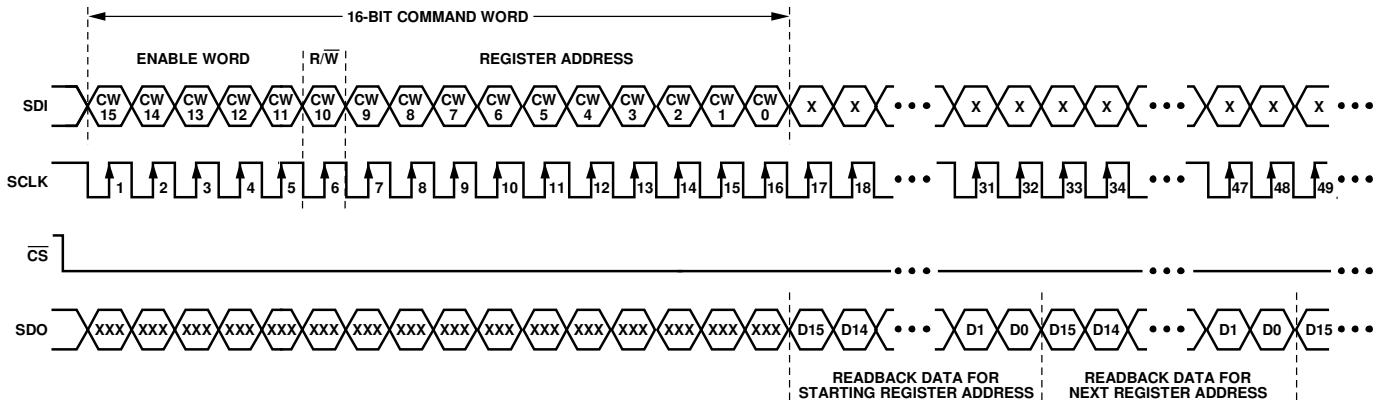 16-BIT COMMAND WORD
ENABLE WORD R/W REGISTER ADDRESS
SDI CW 15 CW 14 CW 13 CW 12 CW 11 CW 10 CW 9 CW 8 CW 7 CW 6 CW 5 CW 4 CW 3 CW 2 CW 1 CW 0 X X X X X X X X X
SCLK 1 2 3 4 5 6 7 8 9 10 11 12 13 14 15 16 17 18 31 32 33 34 47 48 49
CS
SDO XXX XXX XXX XXX XXX XXX XXX XXX XXX XXX XXX XXX XXX XXX XXX XXX D15 D14 D1 D0 D15 D14 D1 D0 D15
READBACK DATA FOR STARTING REGISTER ADDRESS
READBACK DATA FOR NEXT REGISTER ADDRESS